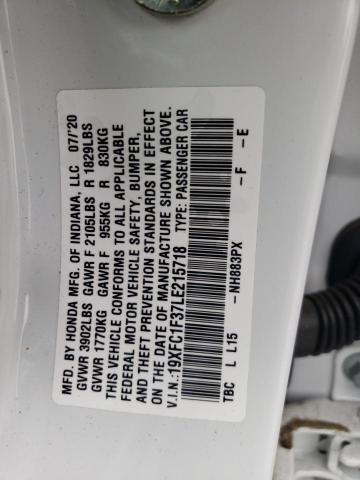 MFD. BY HONDA MFG. OF INDIANA, LLC 07/'20
GVWR 3902LBS GAWR F 2105LBS R 1829LBS
GVWR 1770KG GAWR F 955KG R 830KG
THIS VEHICLE CONFORMS TO ALL APPLICABLE
FEDERAL MOTOR VEHICLE SAFETY, BUMPER,
AND THEFT PREVENTION STANDARDS IN EFFECT
ON THE DATE OF MANUFACTURE SHOWN ABOVE.
V.I.N.:19XFC1F37LE215718 TYPE: PASSENGER CAR
TBC L L15 -NH883PX -F -E